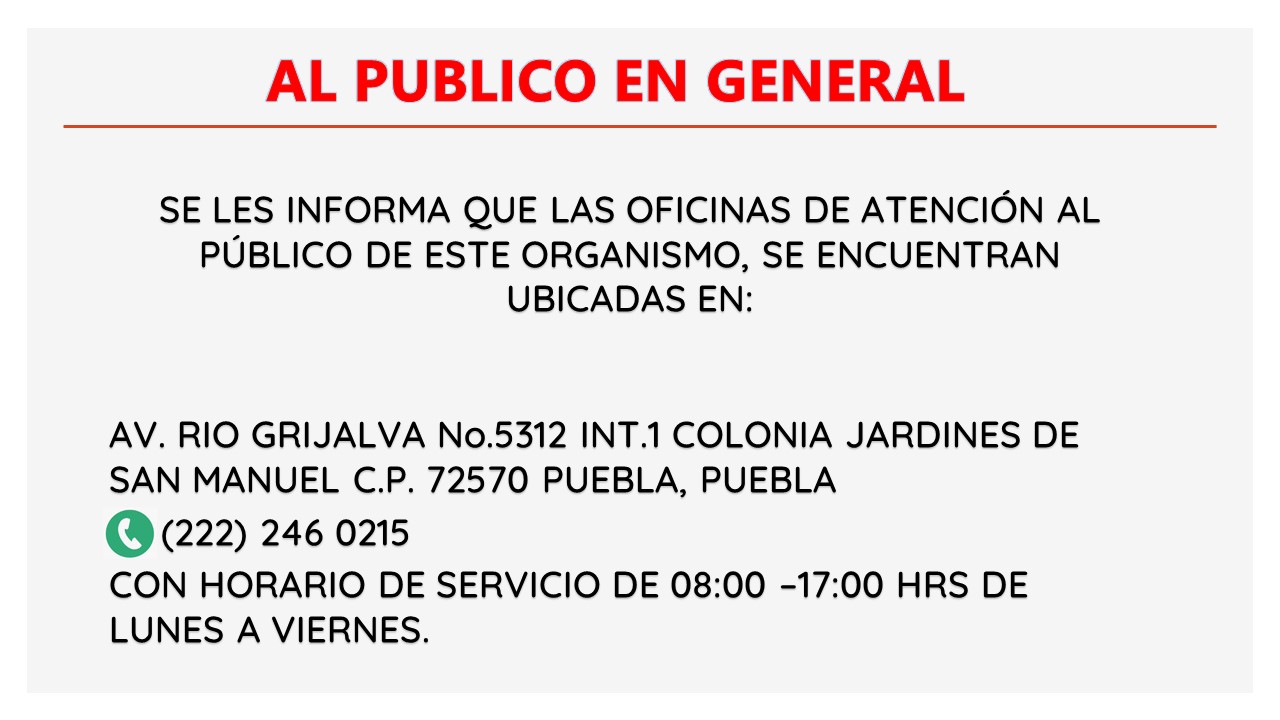 AL PUBLICO EN GENERAL
SE LES INFORMA QUE LAS OFICINAS DE ATENCIÓN AL
PÚBLICO DE ESTE ORGANISMO, SE ENCUENTRAN
UBICADAS EN:
AV. RIO GRIJALVA No.5312 INT.1 COLONIA JARDINES DE
SAN MANUEL C.P. 72570 PUEBLA, PUEBLA
(222) 246 0215
CON HORARIO DE SERVICIO DE 08:00 –17:00 HRS DE
LUNES A VIERNES.